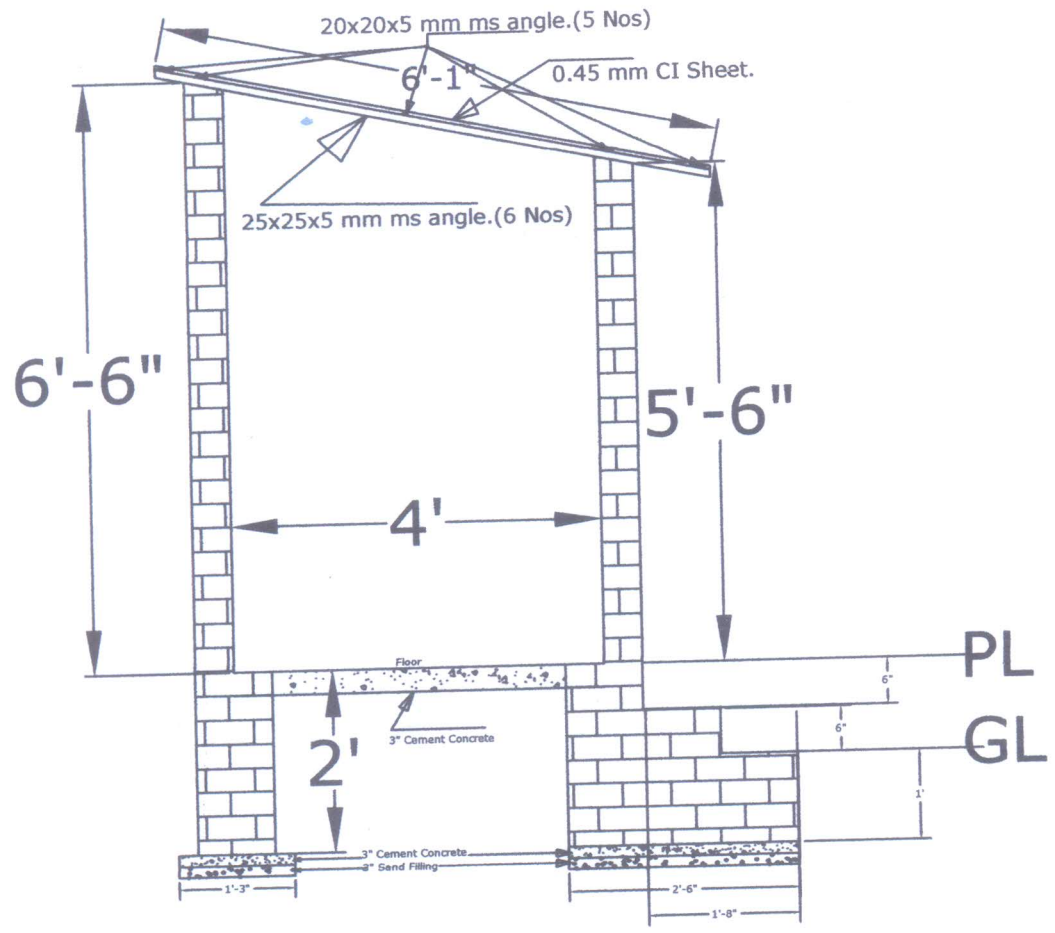 20x20x5 mm ms angle.(5 Nos)
6'-1"
0.45 mm CI Sheet.
25x25x5 mm ms angle.(6 Nos)
6'-6"
5'-6"
4'
Floor
PL
6"
3" Cement Concrete
2'
6"
GL
1'
3" Cement Concrete
3" Sand Filling
1'-3"
2'-6"
1'-8"